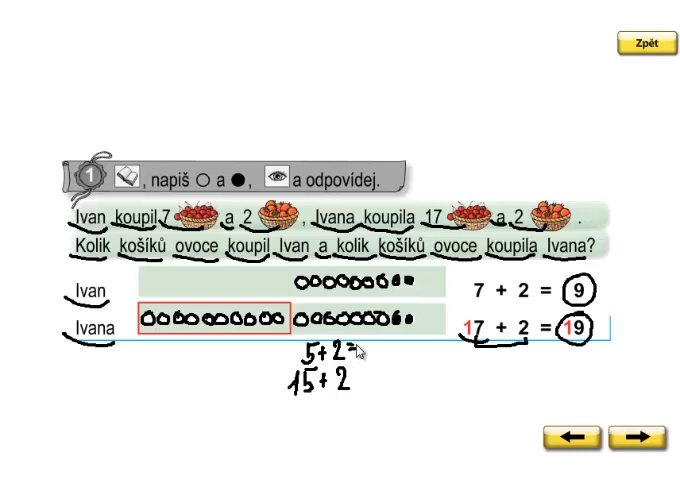 Zpět
1 , napiš ○ a ●, a odpovídej.
Ivan koupil 7 a 2 , Ivana koupila 17 a 2 .
Kolik košíků ovoce koupil Ivan a kolik košíků ovoce koupila Ivana?
Ivan 7 + 2 = 9
Ivana 17 + 2 = 19
5+2=
15+2